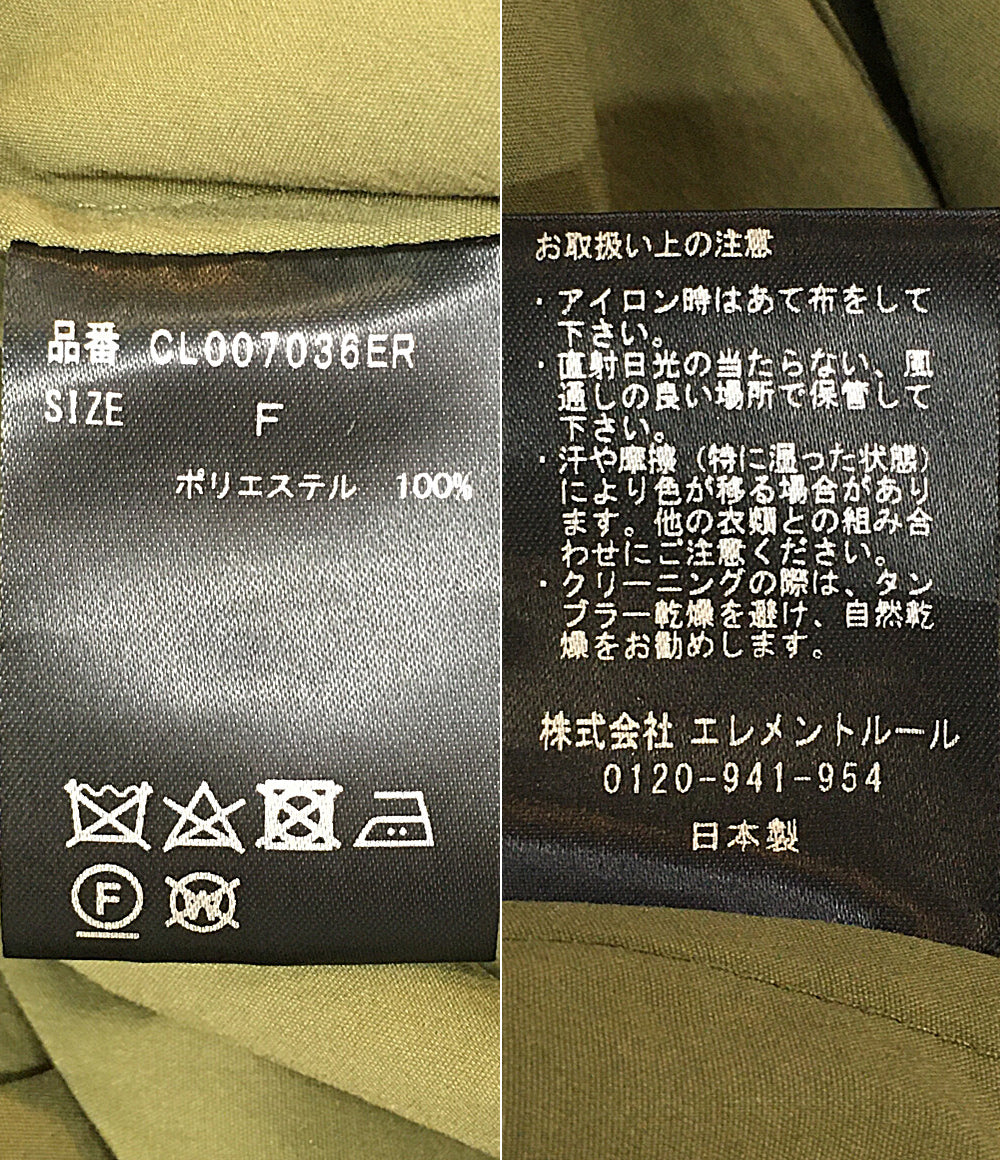 品番 CL007036ER
SIZE F
ポリエステル 100%
F
W
お取扱い上の注意
・アイロン時はあて布をして
下さい。
・直射日光の当たらない、風
通しの良い場所で保管して
下さい。
・汗や摩擦(特に湿った状態)
により色が移る場合があり
ます。他の衣類との組み合
わせにご注意ください。
・クリーニングの際は、タン
ブラー乾燥を避け、自然乾
燥をお勧めします。
株式会社 エレメントルール
0120-941-954
日本製